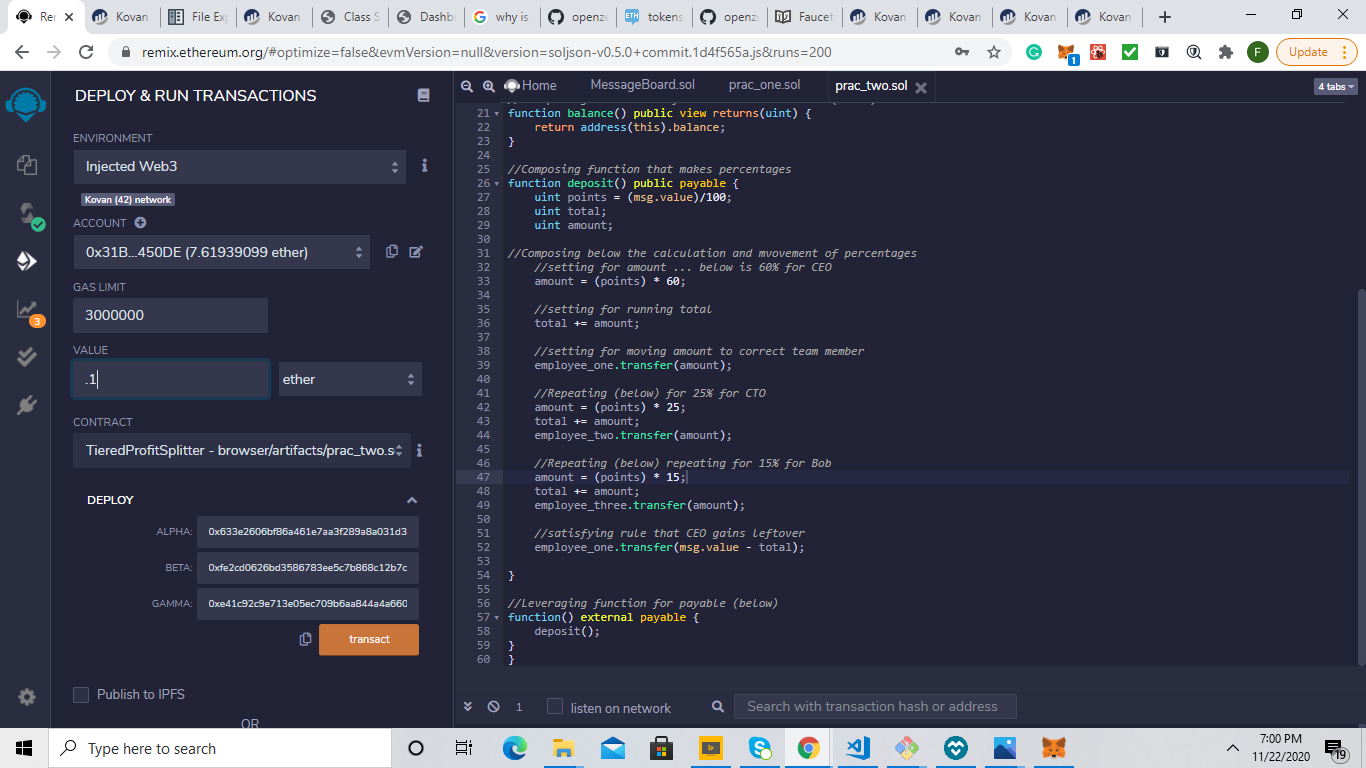 Re
Kovan
File Exp
Kovan
Class S
Dashb
why is
openze
tokens
openze
Faucet
Kovan
Kovan
Kovan
Kovan
remix.ethereum.org/#optimize=false&evmVersion=null&version=soljson-v0.5.0+commit.1d4f565a.js&runs=200
1
F
Update
DEPLOY & RUN TRANSACTIONS
Home
MessageBoard.sol
prac_one.sol
prac_two.sol
4 tabs
ENVIRONMENT
Injected Web3
Kovan (42) network
ACCOUNT
0x31B...450DE (7.61939099 ether)
GAS LIMIT
3000000
3
VALUE
.1
ether
CONTRACT
TieredProfitSplitter - browser/artifacts/prac_two.s
DEPLOY
ALPHA:
0x633e2606bf86a461e7aa3f289a8a031d3
BETA:
0xfe2cd0626bd3586783ee5c7b868c12b7c
GAMMA:
0xe41c92c9e713e05ec709b6aa844a4a660
transact
Publish to IPFS
OR
21 function balance() public view returns(uint) {
22 return address(this).balance;
23 }
24
25 //Composing function that makes percentages
26 function deposit() public payable {
27 uint points = (msg.value)/100;
28 uint total;
29 uint amount;
30
31 //Composing below the calculation and mvovement of percentages
32 //setting for amount ... below is 60% for CEO
33 amount = (points) * 60;
34
35 //setting for running total
36 total += amount;
37
38 //setting for moving amount to correct team member
39 employee_one.transfer(amount);
40
41 //Repeating (below) for 25% for CTO
42 amount = (points) * 25;
43 total += amount;
44 employee_two.transfer(amount);
45
46 //Repeating (below) repeating for 15% for Bob
47 amount = (points) * 15;
48 total += amount;
49 employee_three.transfer(amount);
50
51 //satisfying rule that CEO gains leftover
52 employee_one.transfer(msg.value - total);
53
54 }
55
56 //Leveraging function for payable (below)
57 function() external payable {
58 deposit();
59 }
60 }
1
listen on network
Search with transaction hash or address
Type here to search
7:00 PM
11/22/2020
19